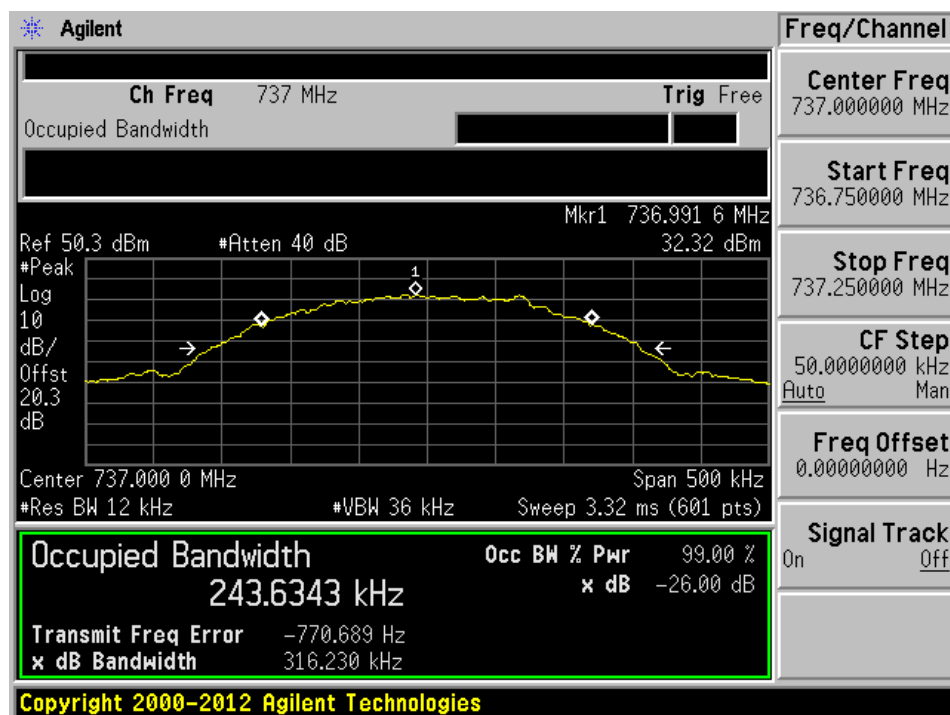 Agilent
Freq/Channel
Ch Freq 737 MHz Trig Free
Occupied Bandwidth
Center Freq
737.000000 MHz
Start Freq
736.750000 MHz
Stop Freq
737.250000 MHz
CF Step
50.0000000 kHz
Auto Man
Freq Offset
0.00000000 Hz
Signal Track
On Off
Mkr1 736.991 6 MHz
Ref 50.3 dBm #Atten 40 dB 32.32 dBm
#Peak
Log
10
dB/
Offst
20.3
dB
1
Center 737.000 0 MHz Span 500 kHz
#Res BW 12 kHz #VBW 36 kHz Sweep 3.32 ms (601 pts)
Occupied Bandwidth Occ BW % Pwr 99.00 %
243.6343 kHz x dB -26.00 dB
Transmit Freq Error -770.689 Hz
x dB Bandwidth 316.230 kHz
Copyright 2000-2012 Agilent Technologies